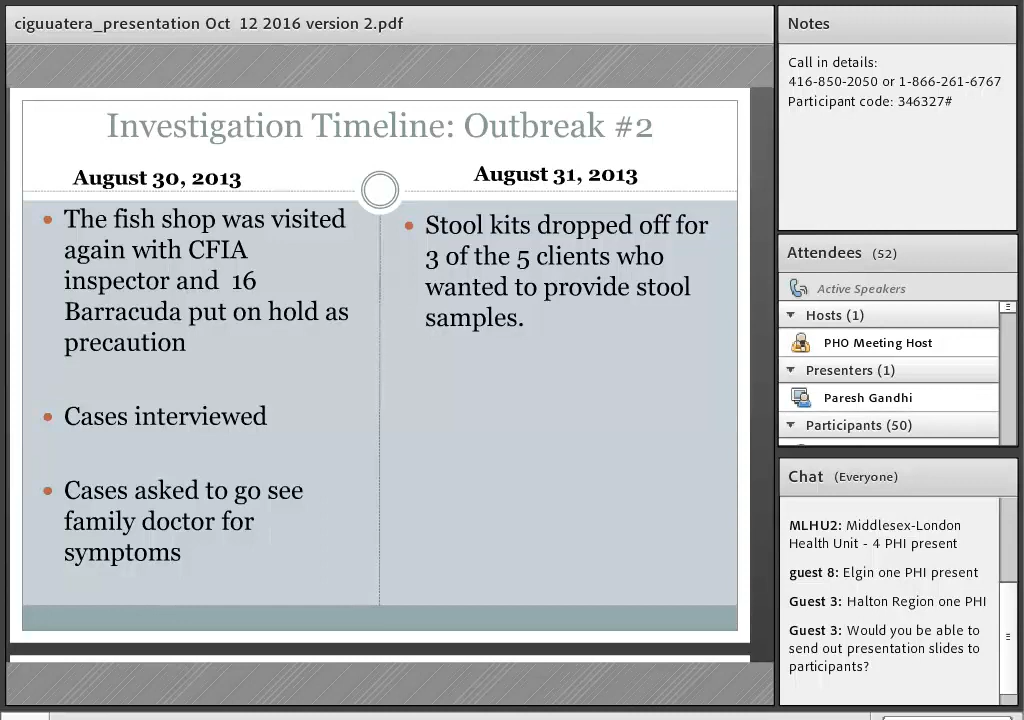 ciguuatera_presentation Oct  12 2016 version 2.pdf
Investigation Timeline: Outbreak #2
August 30, 2013
The fish shop was visited
again with CFIA
inspector and  16
Barracuda put on hold as
precaution
Cases interviewed
Cases asked to go see
family doctor for
symptoms
August 31, 2013
Stool kits dropped off for
3 of the 5 clients who
wanted to provide stool
samples.
Notes
Call in details:
416-850-2050 or 1-866-261-6767
Participant code: 346327#
Attendees (52)
Active Speakers
Hosts (1)
PHO Meeting Host
Presenters (1)
Paresh Gandhi
Participants (50)
Chat (Everyone)
MLHU2: Middlesex-London
Health Unit - 4 PHI present
guest 8: Elgin one PHI present
Guest 3: Halton Region one PHI
Guest 3: Would you be able to
send out presentation slides to
participants?